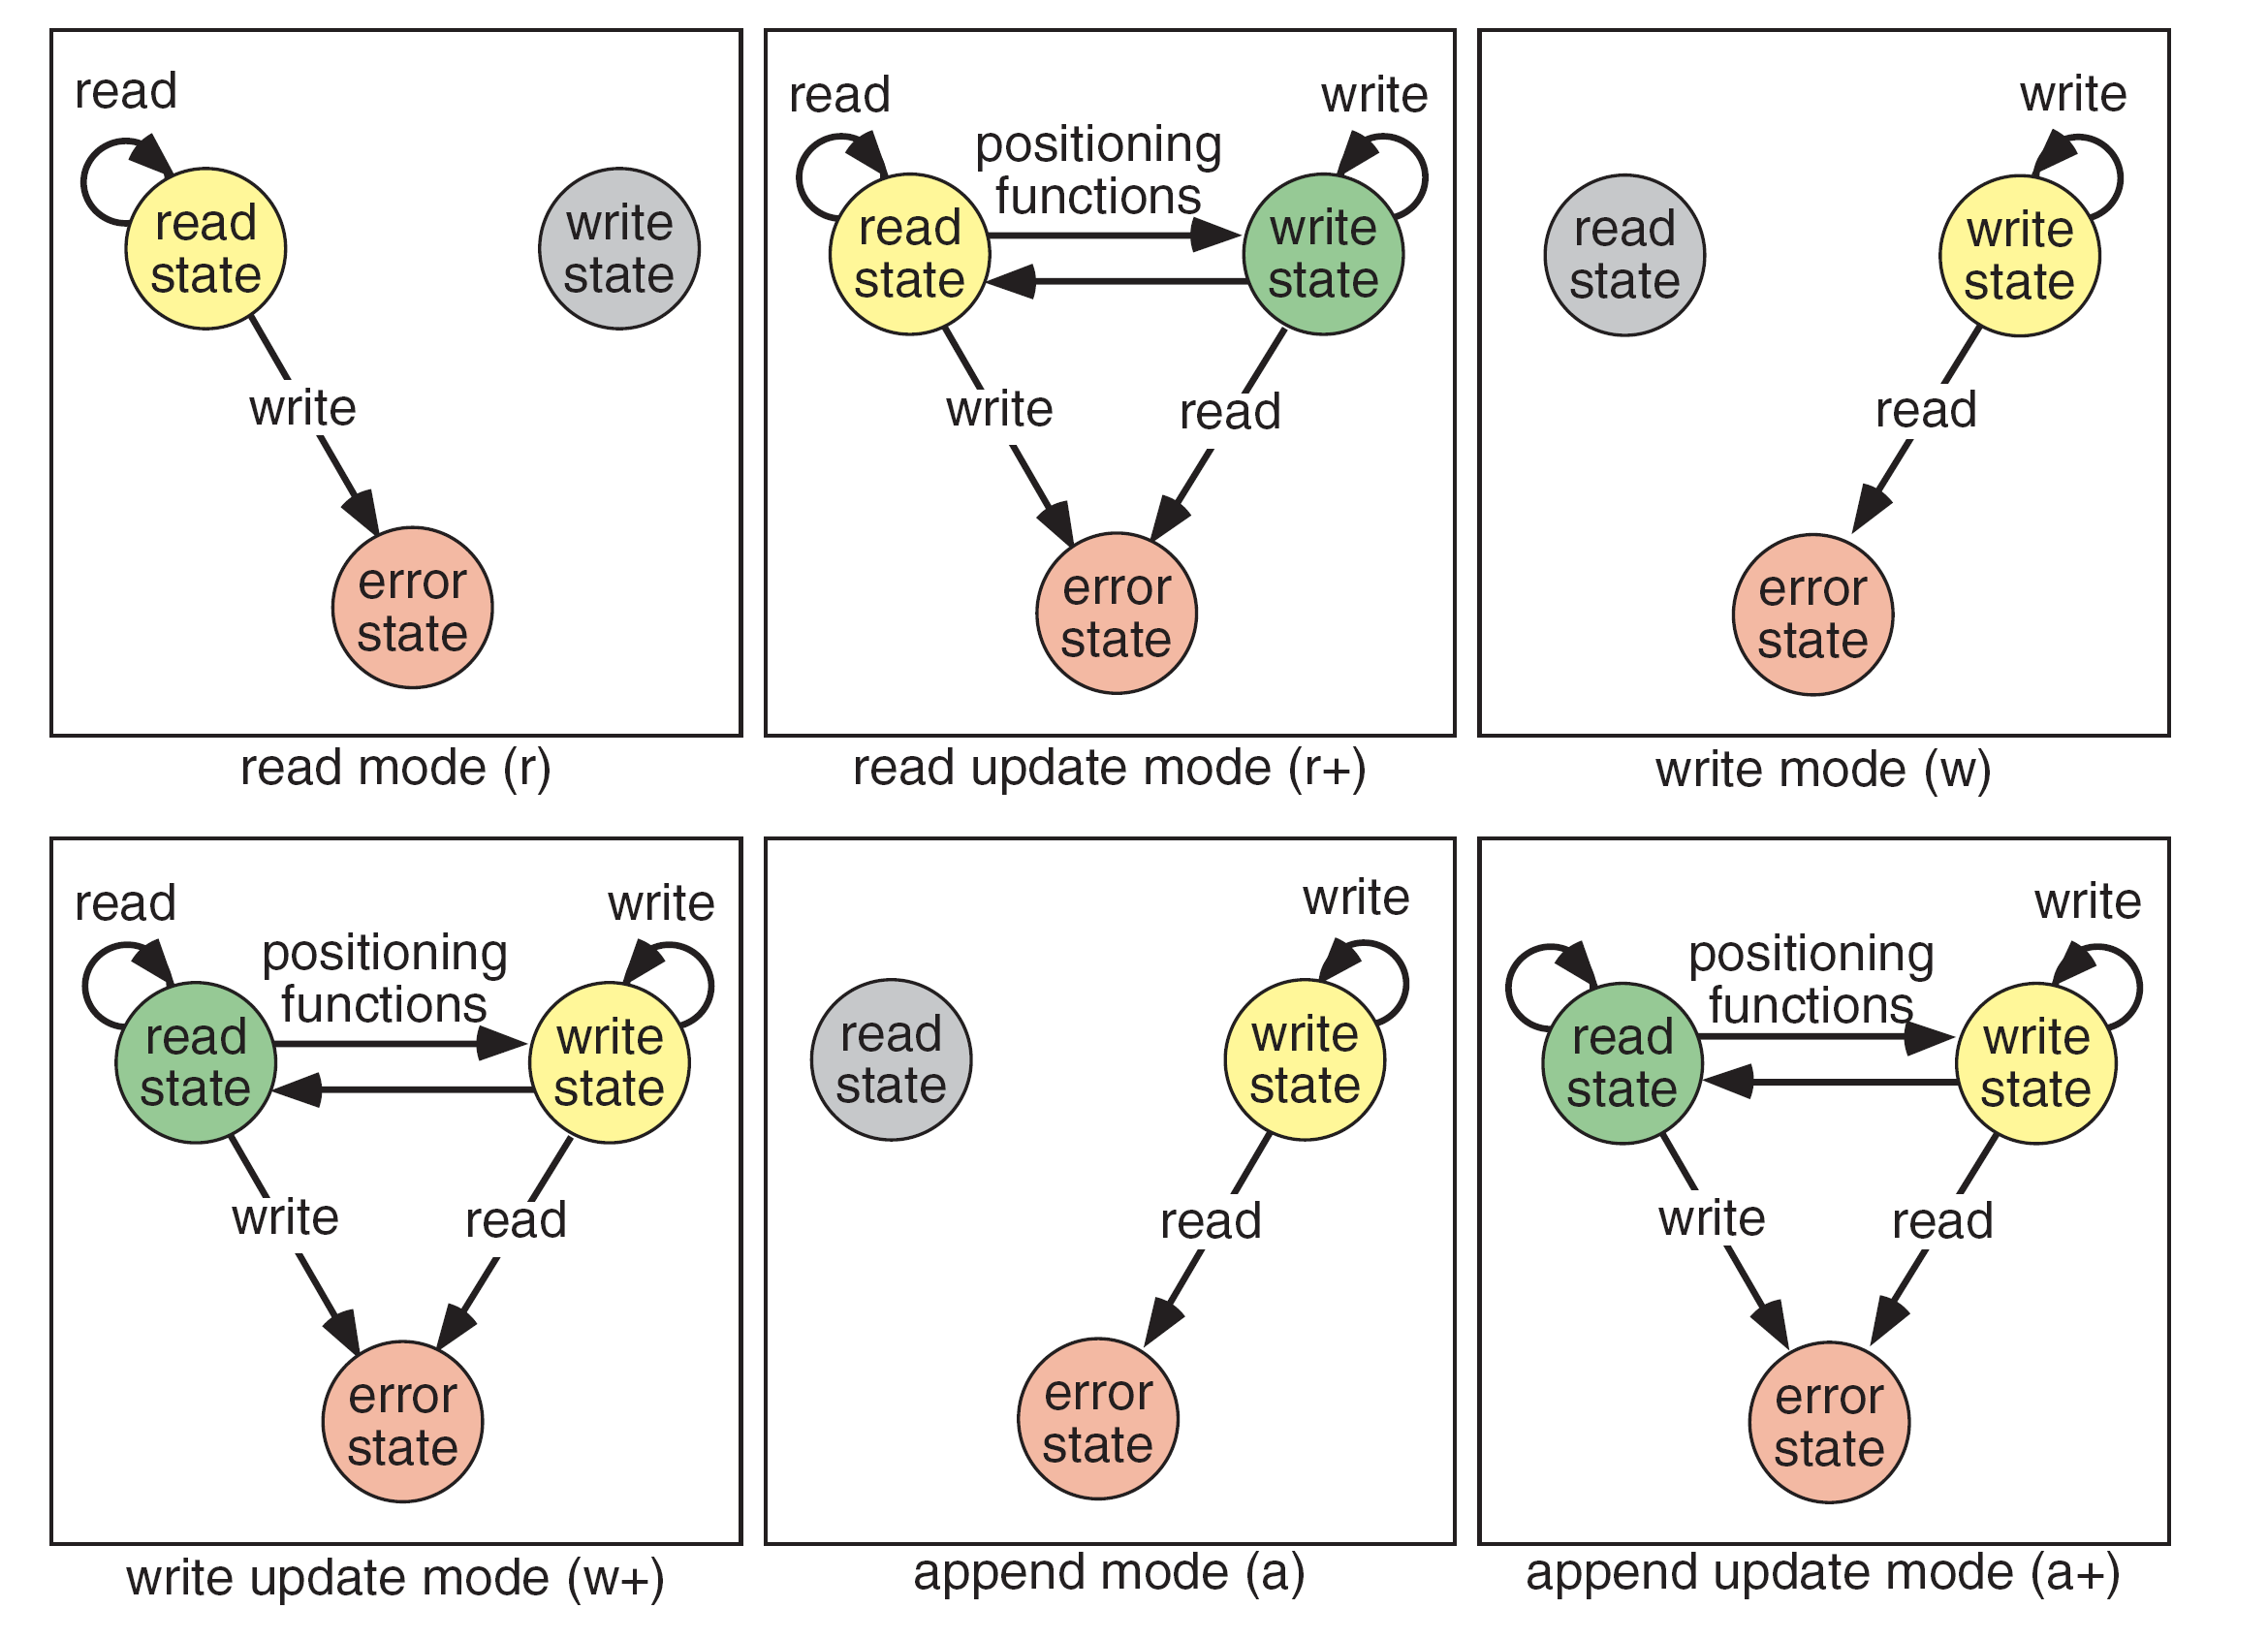 read
read
state
write
state
write
error
state
read mode (r)
read
write
positioning
functions
read
state
write
state
write
read
error
state
read update mode (r+)
write
read
state
write
state
read
error
state
write mode (w)
read
write
positioning
functions
read
state
write
state
write
read
error
state
write update mode (w+)
write
read
state
write
state
read
error
state
append mode (a)
write
positioning
functions
read
state
write
state
write
read
error
state
append update mode (a+)